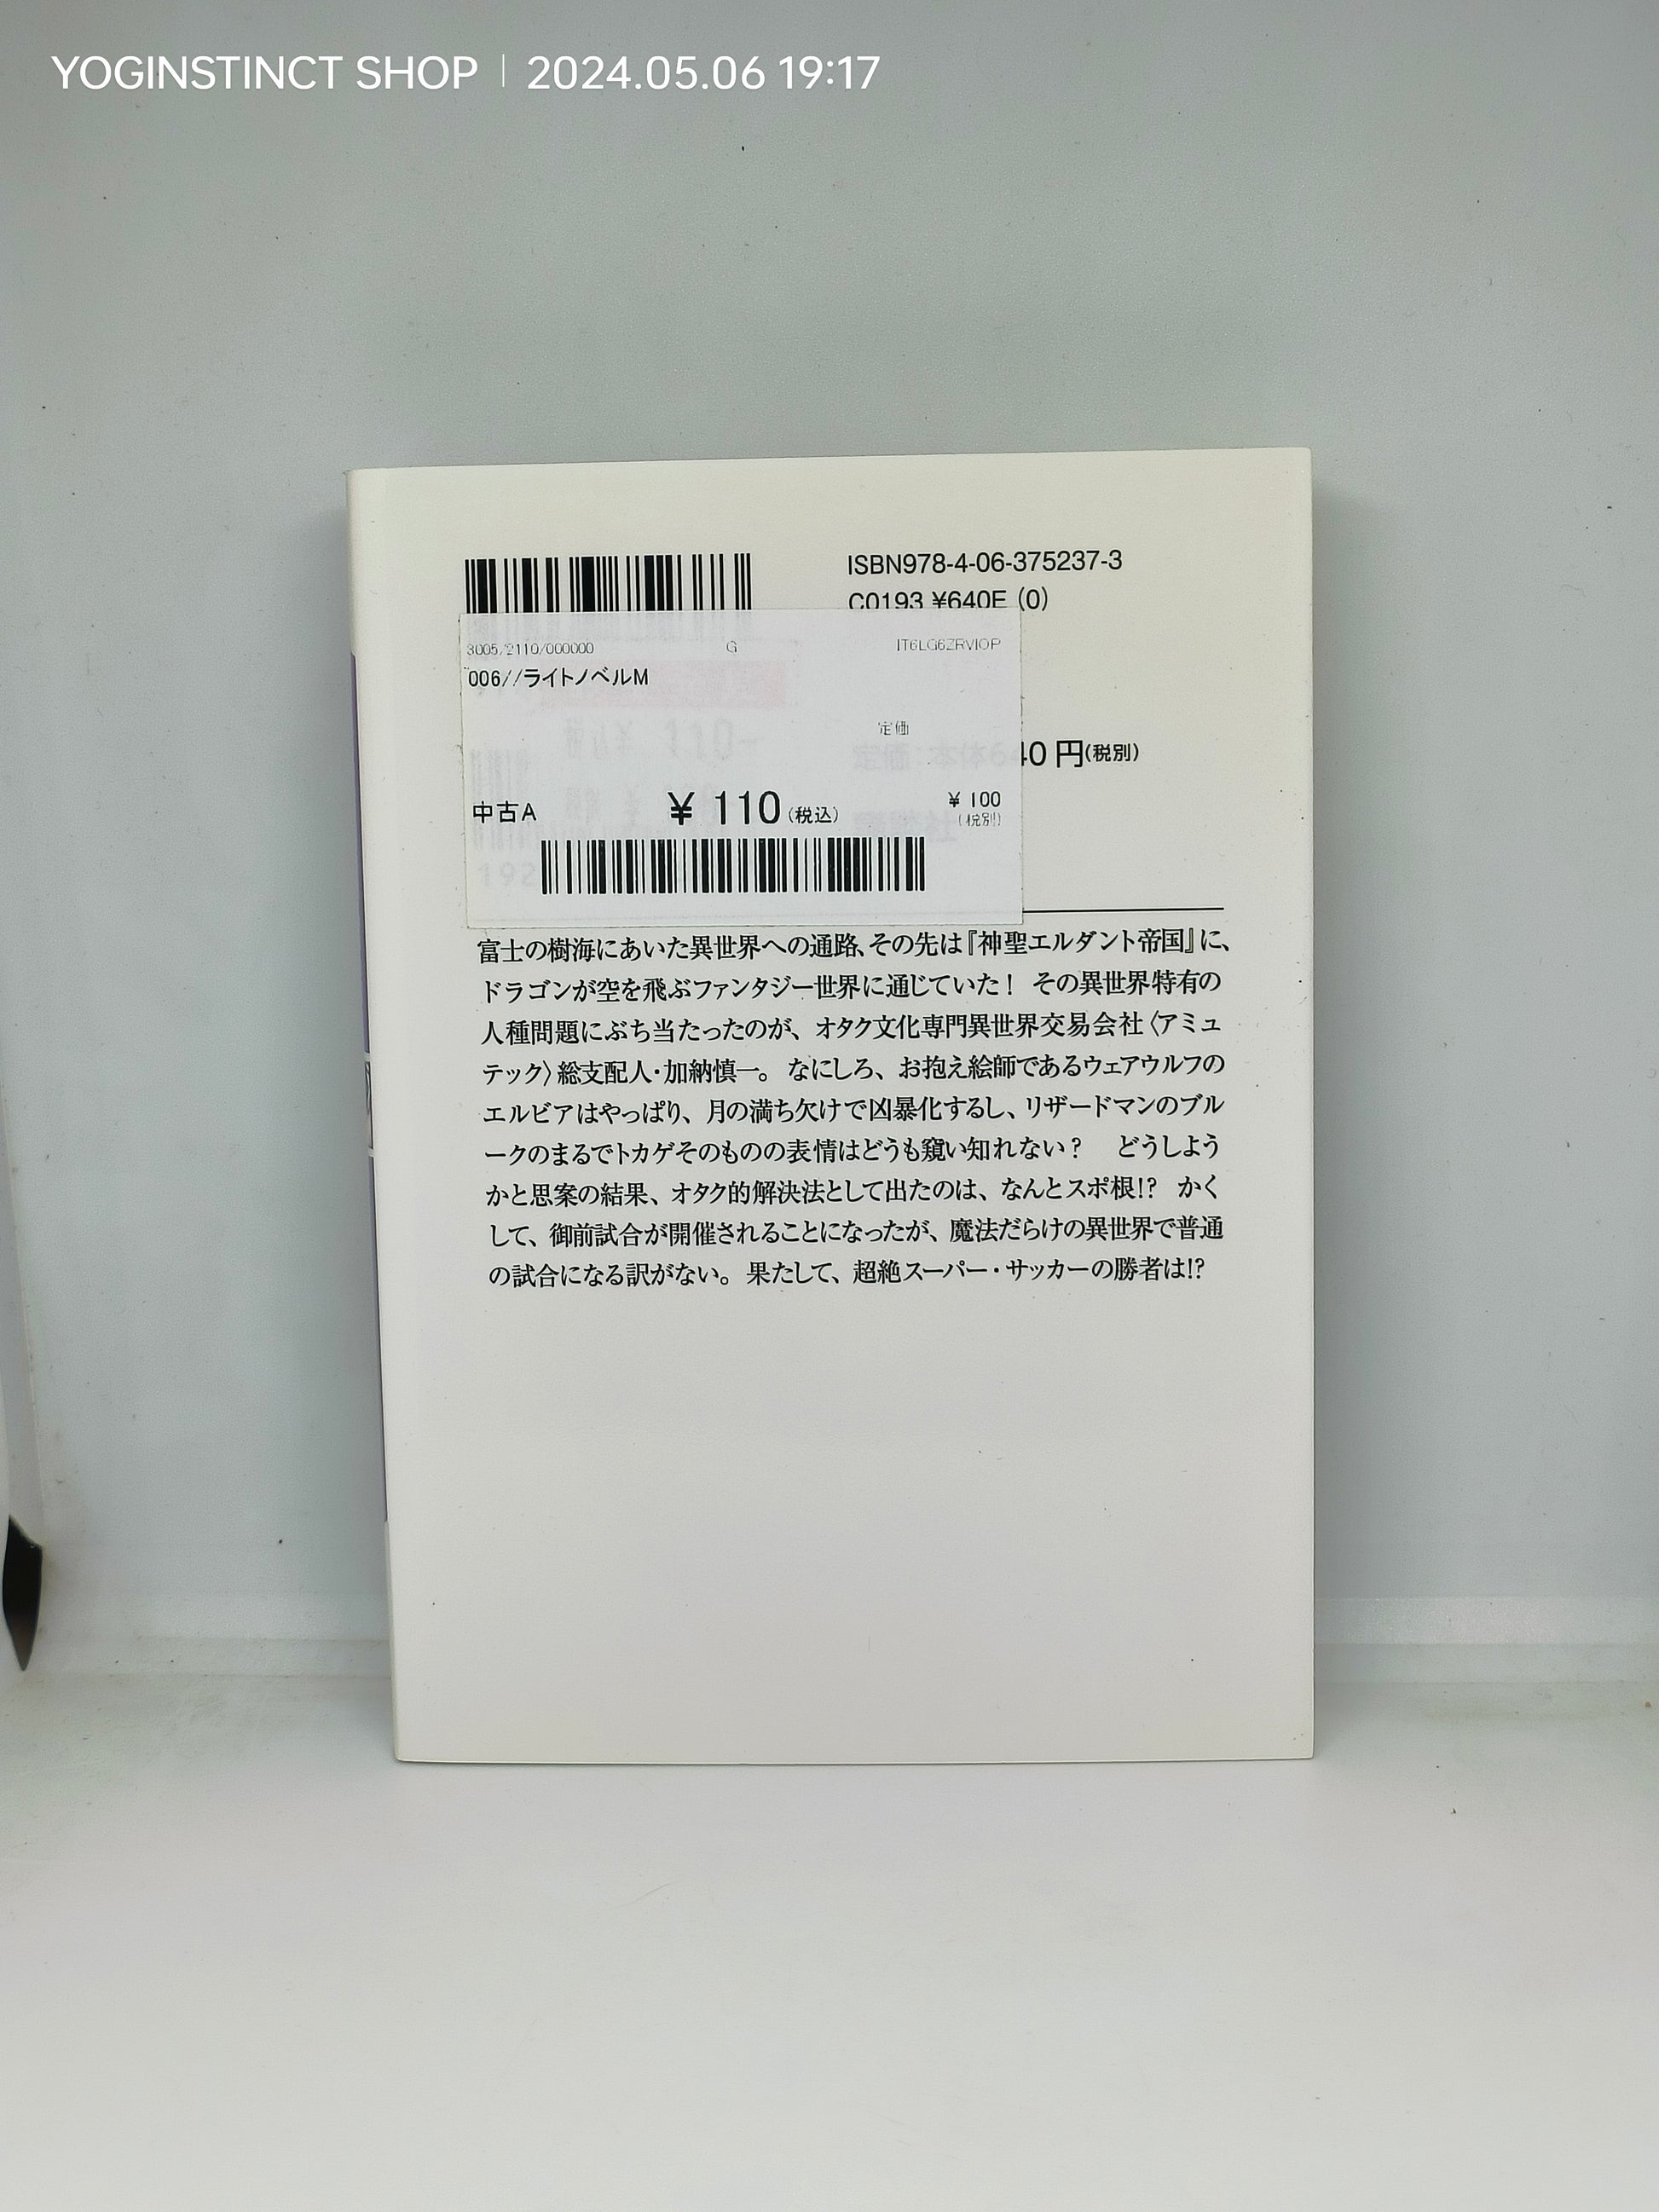 YOGINSTINCT SHOP | 2024.05.06 19:17
ISBN978-4-06-375237-3
C0193 ¥640E (0)
3005/2110/000000 G IT6LG6ZRVIOP
006//ライトノベルM
定価
定価：本体640円(税別)
中古A ¥ 110(税込) ¥ 100
(税別)
富士の樹海にあいた異世界への通路、その先は『神聖エルダント帝国』に、
ドラゴンが空を飛ぶファンタジー世界に通じていた！ その異世界特有の
人種問題にぶち当たったのが、オタク文化専門異世界交易会社〈アミュ
テック〉総支配人・加納慎一。なにしろ、お抱え絵師であるウェアウルフの
エルビアはやっぱり、月の満ち欠けで凶暴化するし、リザードマンのブル
ークのまるでトカゲそのものの表情はどうも窺い知れない？ どうしよう
かと思案の結果、オタク的解決法として出たのは、なんとスポ根!? かく
して、御前試合が開催されることになったが、魔法だらけの異世界で普通
の試合になる訳がない。果たして、超絶スーパー・サッカーの勝者は!?